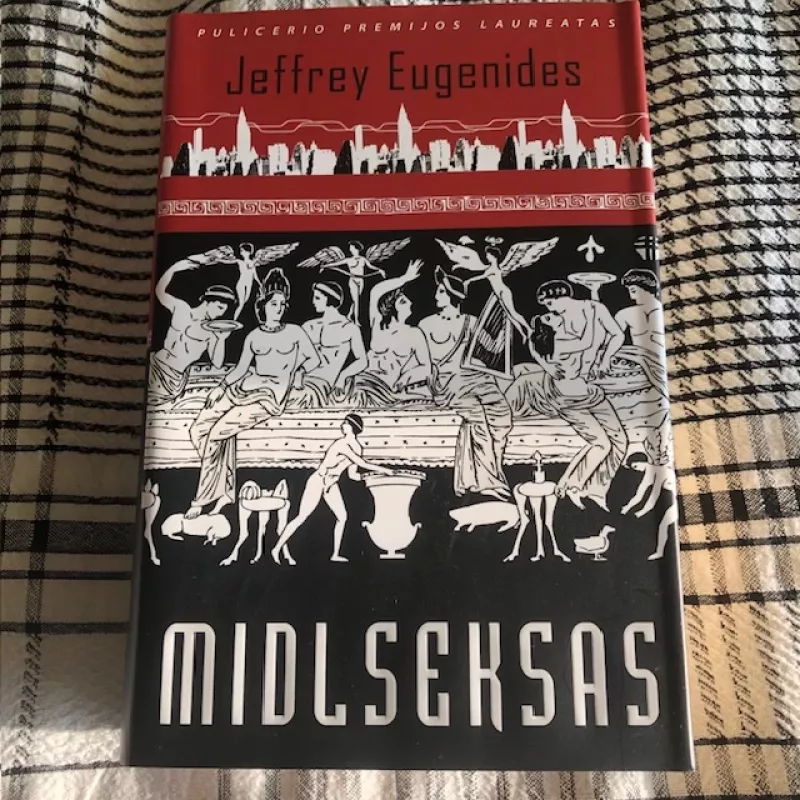 PULICERIO PREMIJOS LAUREATAS
Jeffrey Eugenides
MIDLSEKSAS